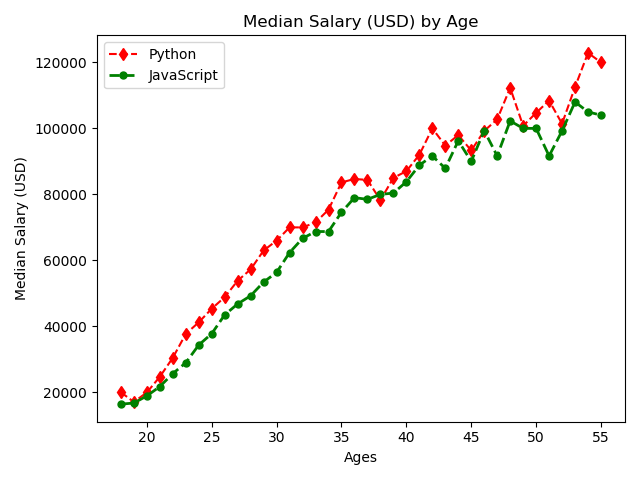 Median Salary (USD) by Age
Python
JavaScript
Median Salary (USD)
120000
100000
80000
60000
40000
20000
20 25 30 35 40 45 50 55
Ages